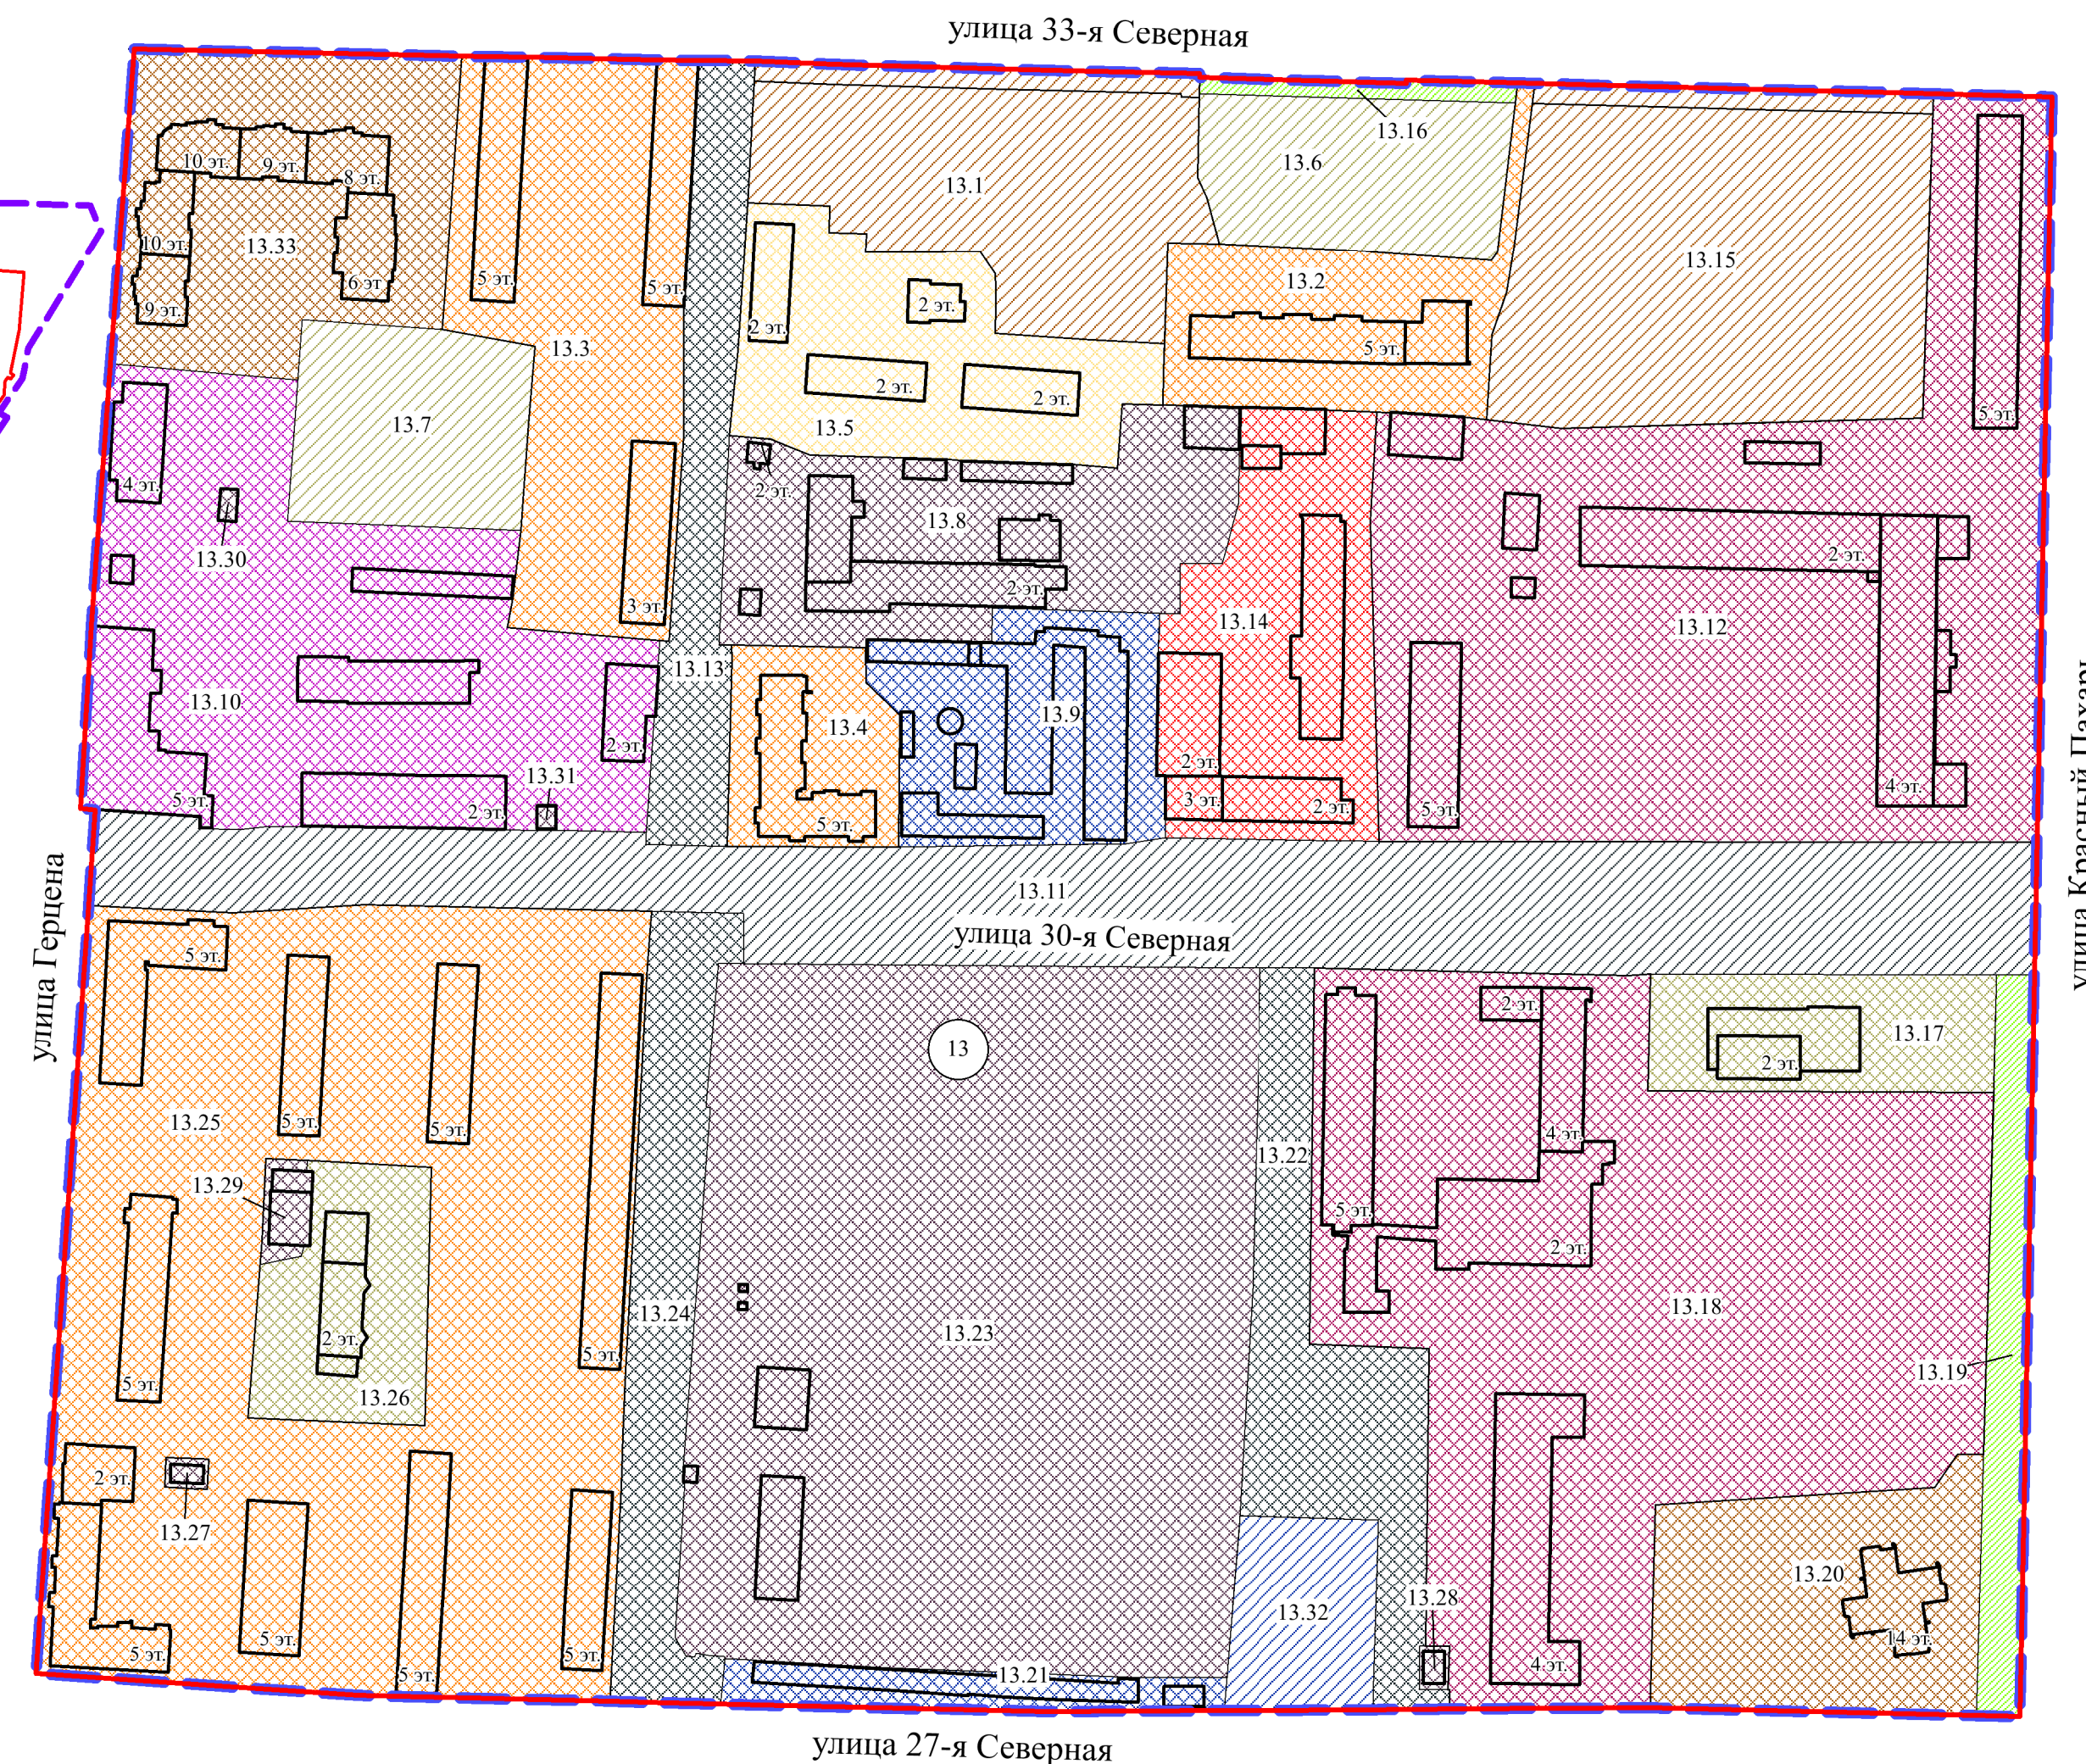 улица 33-я Северная
13.16
13.6
10 эт.
9 эт.
8 эт.
13.1
10 эт.
13.33
13.15
13.2
6 эт
5 эт.
5 эт.
9 эт.
2 эт.
2 эт.
13.3
5 эт.
2 эт.
2 эт.
5 эт.
13.7
13.5
4 эт.
2 эт.
13.8
13.30
2 эт.
2 эт.
3 эт.
13.14
13.12
13.13
13.10
13.9
13.4
2 эт.
2 эт.
13.31
5 эт.
2 эт.
5 эт.
3 эт.
2 эт.
5 эт.
4 эт.
улица Красный Пахарь
13.11
улица 30-я Северная
улица Герцена
5 эт.
2 эт.
13.17
13
2 эт.
13.25
5 эт.
5 эт.
4 эт.
13.22
13.29
5 эт.
2 эт.
13.24
13.18
13.23
2 эт.
5 эт.
13.19
5 эт.
13.26
2 эт.
13.27
13.20
13.28
13.32
5 эт.
5 эт.
5 эт.
5 эт.
14 эт.
4 эт.
13.21
улица 27-я Северная